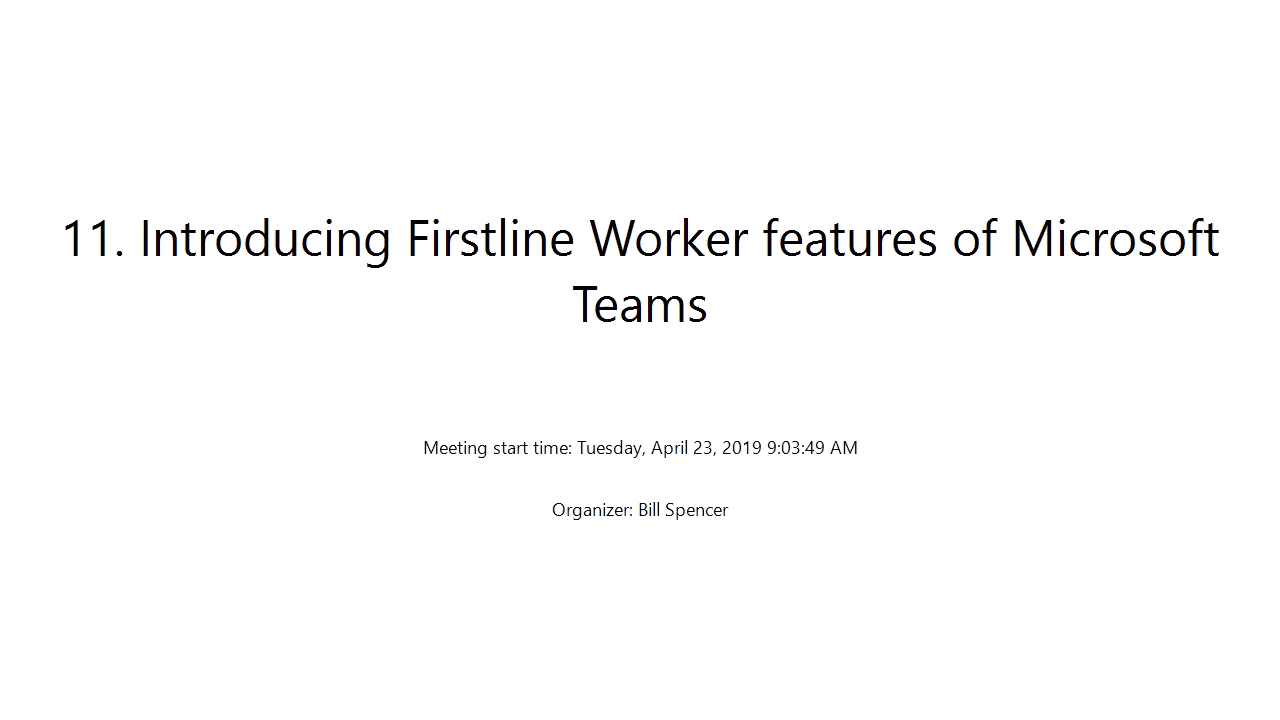 11. Introducing Firstline Worker features of Microsoft
Teams
Meeting start time: Tuesday, April 23, 2019 9:03:49 AM
Organizer: Bill Spencer